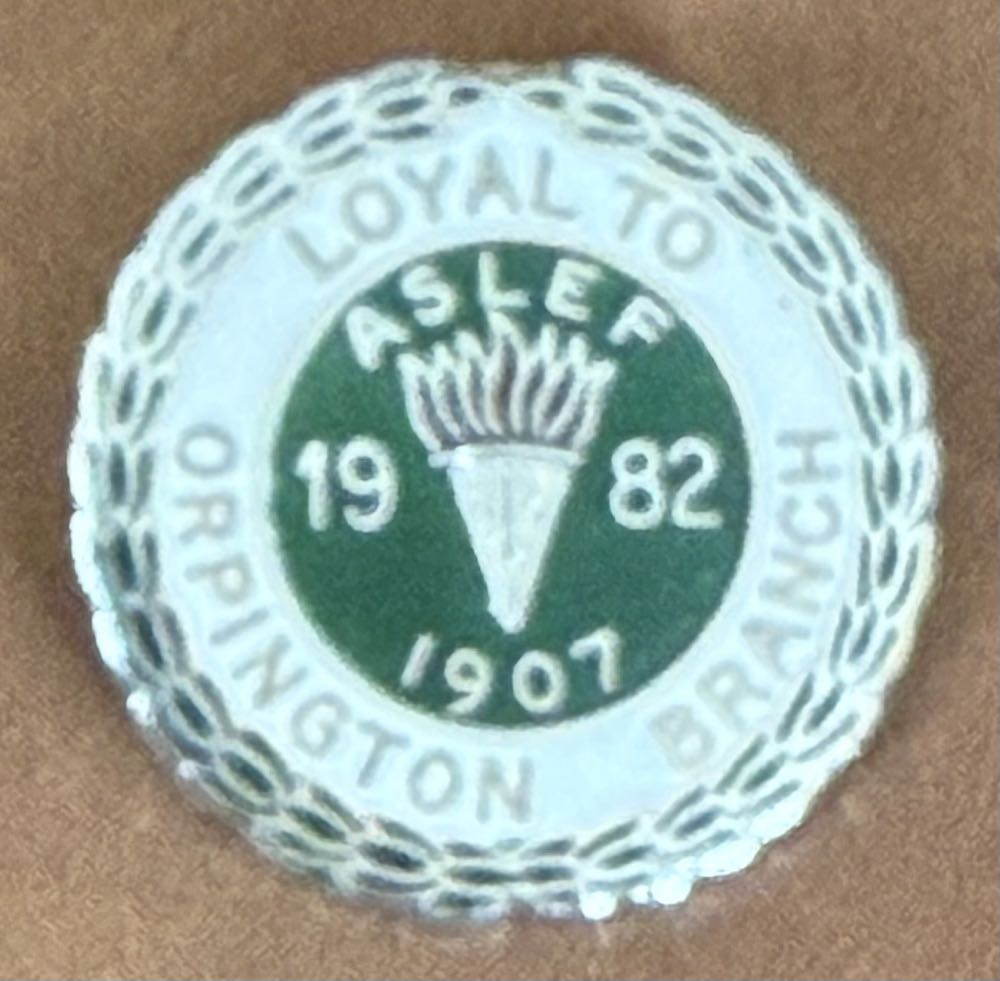 LOYAL TO
ORPINGTON BRANCH
ASLEF
19 82
1907